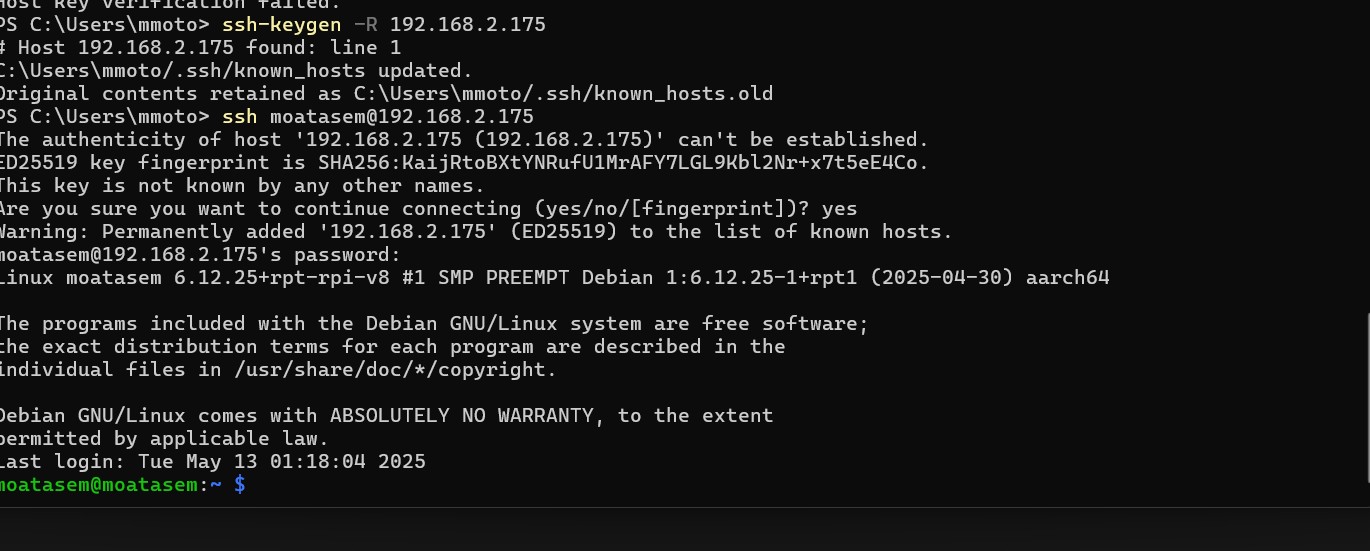 Host key verification failed.
PS C:\Users\mmoto> ssh-keygen -R 192.168.2.175
# Host 192.168.2.175 found: line 1
C:\Users\mmoto/.ssh/known_hosts updated.
Original contents retained as C:\Users\mmoto/.ssh/known_hosts.old
PS C:\Users\mmoto> ssh moatasem@192.168.2.175
The authenticity of host '192.168.2.175 (192.168.2.175)' can't be established.
ED25519 key fingerprint is SHA256:KaijRtoBXtYNRufU1MrAFY7LGL9Kbl2Nr+x7t5eE4Co.
This key is not known by any other names.
Are you sure you want to continue connecting (yes/no/[fingerprint])? yes
Warning: Permanently added '192.168.2.175' (ED25519) to the list of known hosts.
moatasem@192.168.2.175's password:
Linux moatasem 6.12.25+rpt-rpi-v8 #1 SMP PREEMPT Debian 1:6.12.25-1+rpt1 (2025-04-30) aarch64
The programs included with the Debian GNU/Linux system are free software;
the exact distribution terms for each program are described in the
individual files in /usr/share/doc/*/copyright.
Debian GNU/Linux comes with ABSOLUTELY NO WARRANTY, to the extent
permitted by applicable law.
Last login: Tue May 13 01:18:04 2025
moatasem@moatasem:~ $